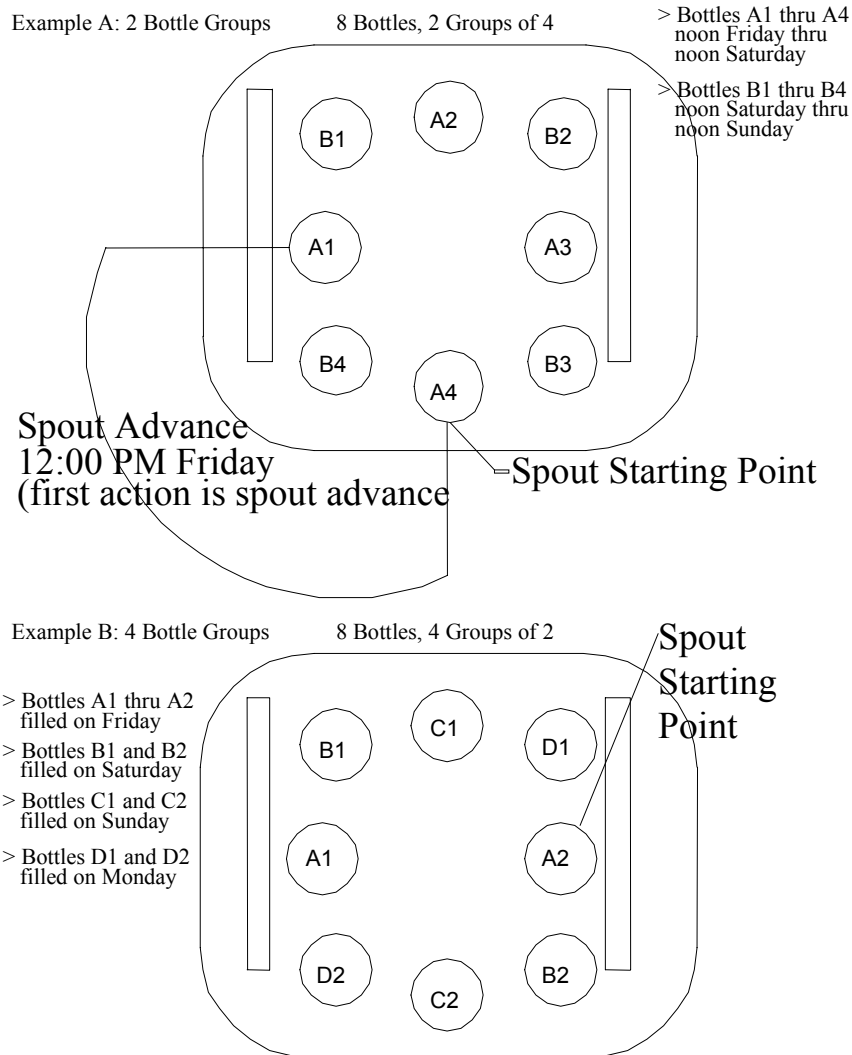 Example A: 2 Bottle Groups
8 Bottles, 2 Groups of 4
> Bottles A1 thru A4
noon Friday thru
noon Saturday
> Bottles B1 thru B4
noon Saturday thru
noon Sunday
B1
A2
B2
A1
A3
B4
A4
B3
Spout Advance
12:00 PM Friday
(first action is spout advance
Spout Starting Point
Example B: 4 Bottle Groups
8 Bottles, 4 Groups of 2
Spout
Starting
Point
> Bottles A1 thru A2
filled on Friday
> Bottles B1 and B2
filled on Saturday
> Bottles C1 and C2
filled on Sunday
> Bottles D1 and D2
filled on Monday
B1
C1
D1
A1
A2
D2
C2
B2